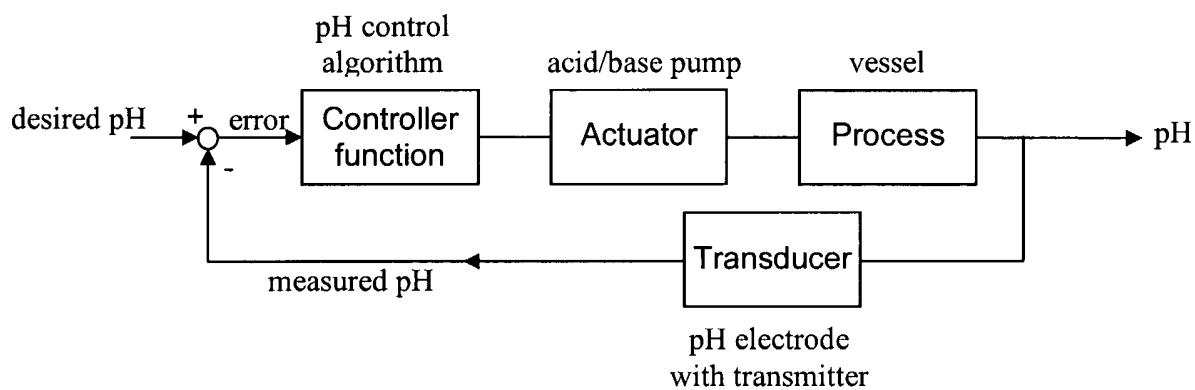 pH control
algorithm
acid/base pump
vessel
desired pH
+
error
Controller
function
Actuator
Process
pH
-
Transducer
measured pH
pH electrode
with transmitter